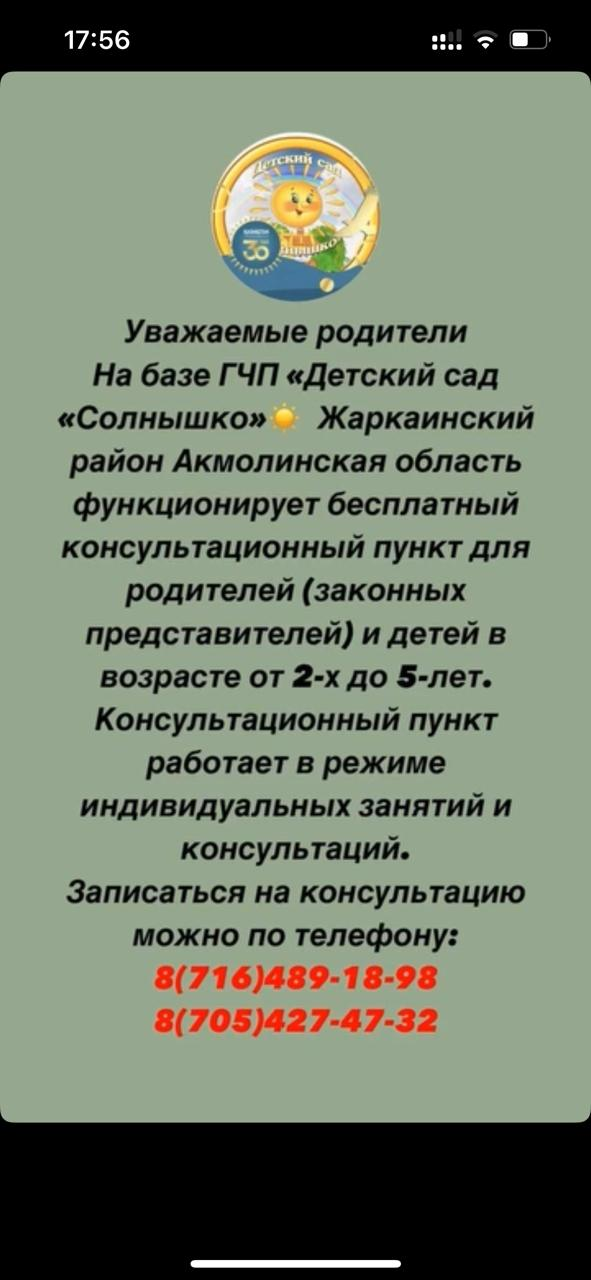 17:56
Детский сад
30
Уважаемые родители
На базе ГЧП «Детский сад
«Солнышко»☀️ Жаркаинский
район Акмолинская область
функционирует бесплатный
консультационный пункт для
родителей (законных
представителей) и детей в
возрасте от 2-х до 5-лет.
Консультационный пункт
работает в режиме
индивидуальных занятий и
консультаций.
Записаться на консультацию
можно по телефону:
8(716)489-18-98
8(705)427-47-32